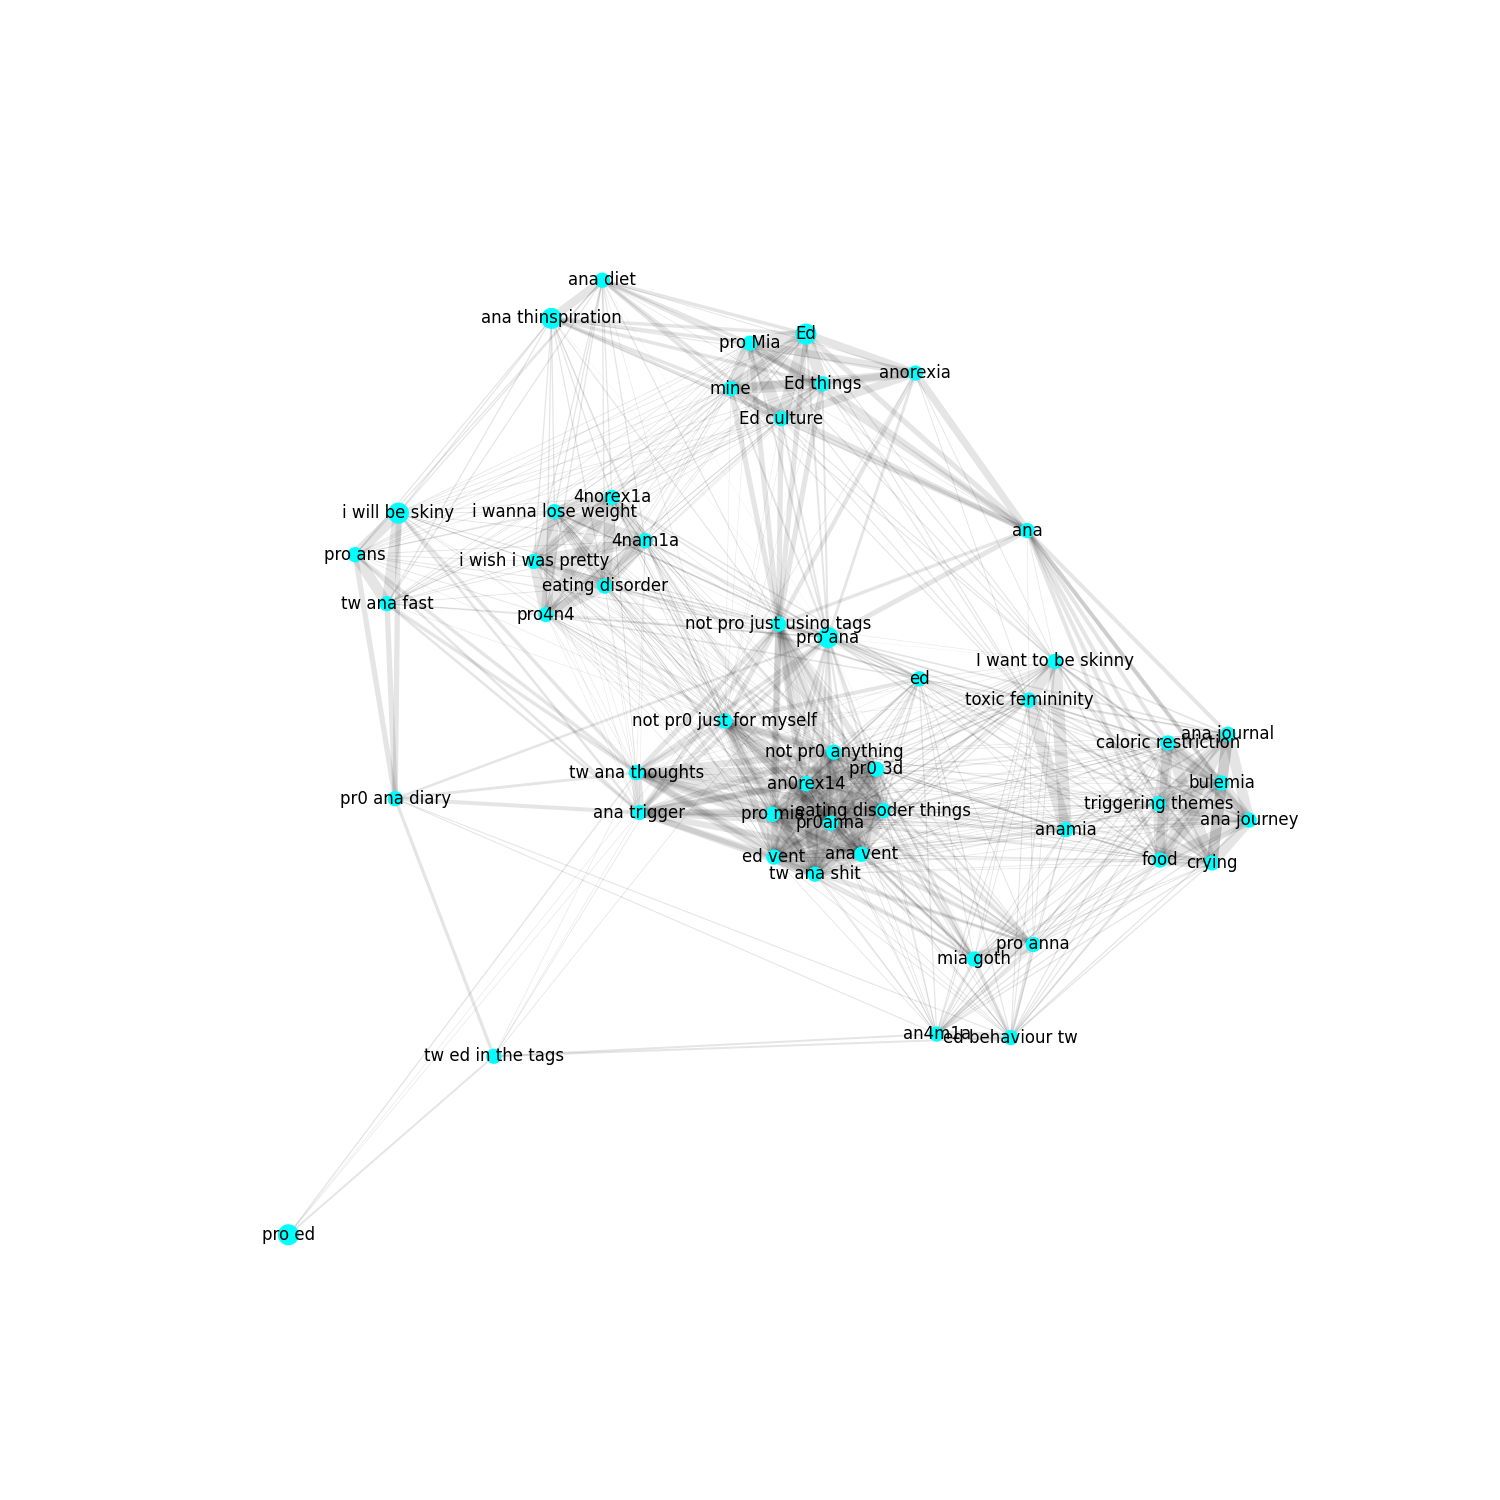 ana diet
ana thinspiration
Ed
pro Mia
anorexia
Ed things
mine
Ed culture
4norex1a
i wanna lose weight
i will be skiny
ana
4nam1a
pro ans
i wish i was pretty
eating disorder
tw ana fast
pro4n4
not pro just using tags
pro ana
I want to be skinny
ed
toxic femininity
not pr0 just for myself
ana journal
caloric restriction
not pr0 anything
pr0 3d
tw ana thoughts
an0rex14
bulemia
pr0 ana diary
triggering themes
eating disoder things
ana trigger
pro mia
ana journey
pr0anna
anamia
ana vent
ed vent
food
crying
tw ana shit
pro anna
mia goth
an4m1a
ed behaviour tw
tw ed in the tags
pro ed